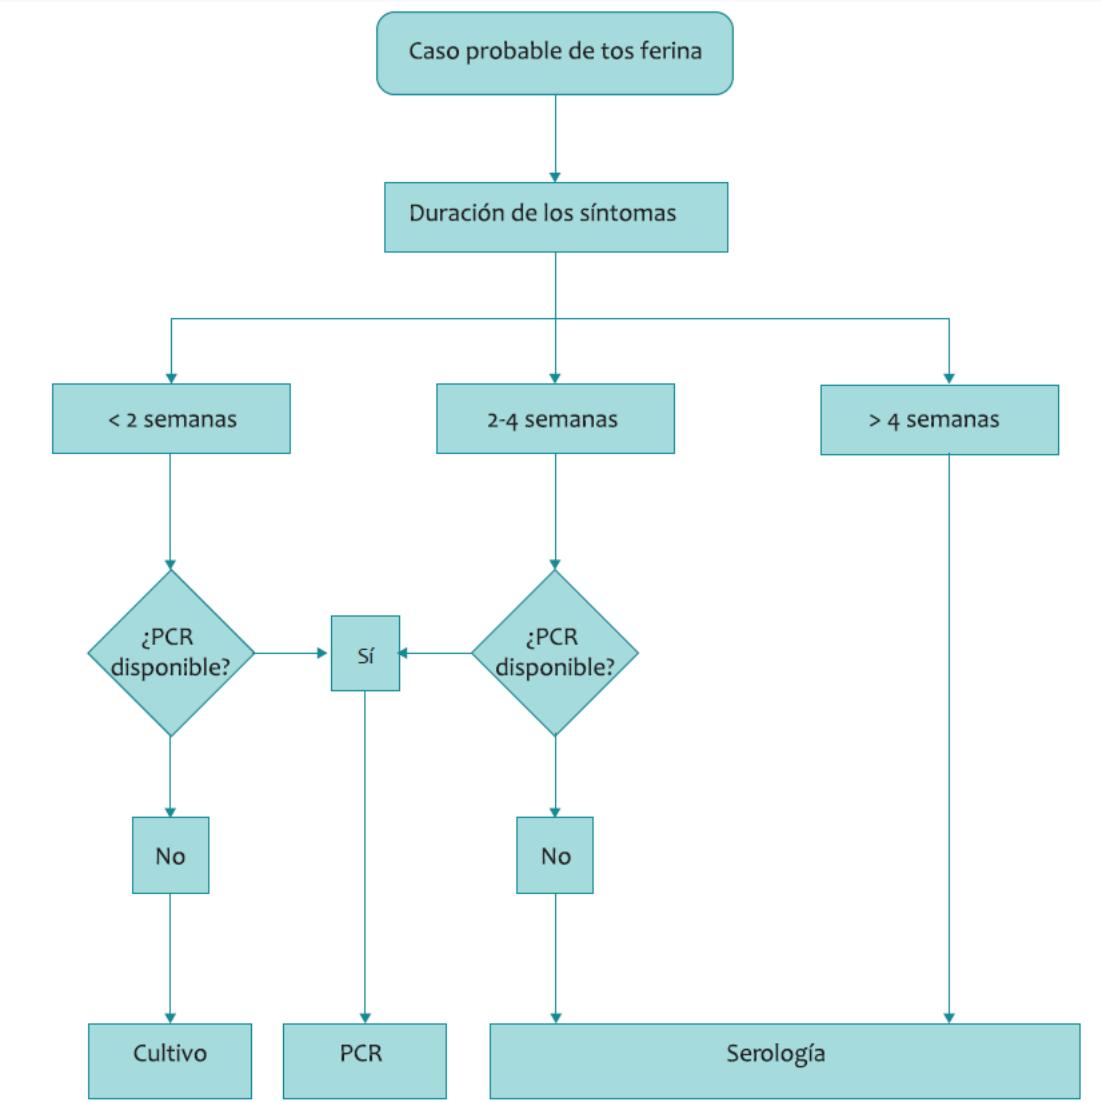 Caso probable de tos ferina
Duración de los síntomas
< 2 semanas
2-4 semanas
> 4 semanas
¿PCR
disponible?
Sí
¿PCR
disponible?
No
No
Cultivo
PCR
Serología